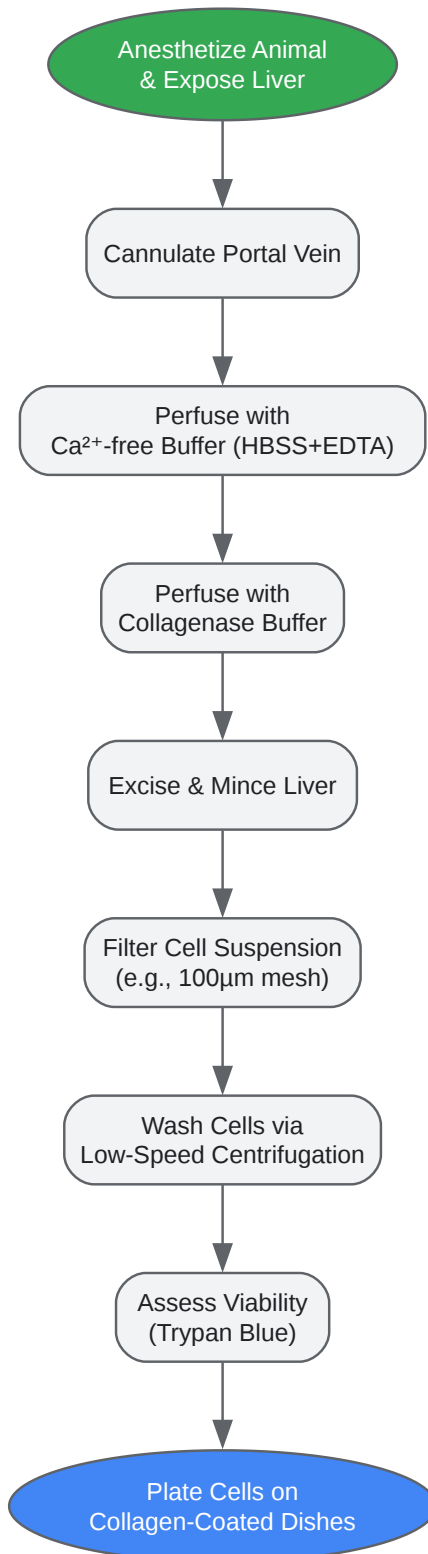 Anesthetize Animal
& Expose Liver
Cannulate Portal Vein
Perfuse with
Ca²⁺-free Buffer (HBSS+EDTA)
Perfuse with
Collagenase Buffer
Excise & Mince Liver
Filter Cell Suspension
(e.g., 100µm mesh)
Wash Cells via
Low-Speed Centrifugation
Assess Viability
(Trypan Blue)
Plate Cells on
Collagen-Coated Dishes